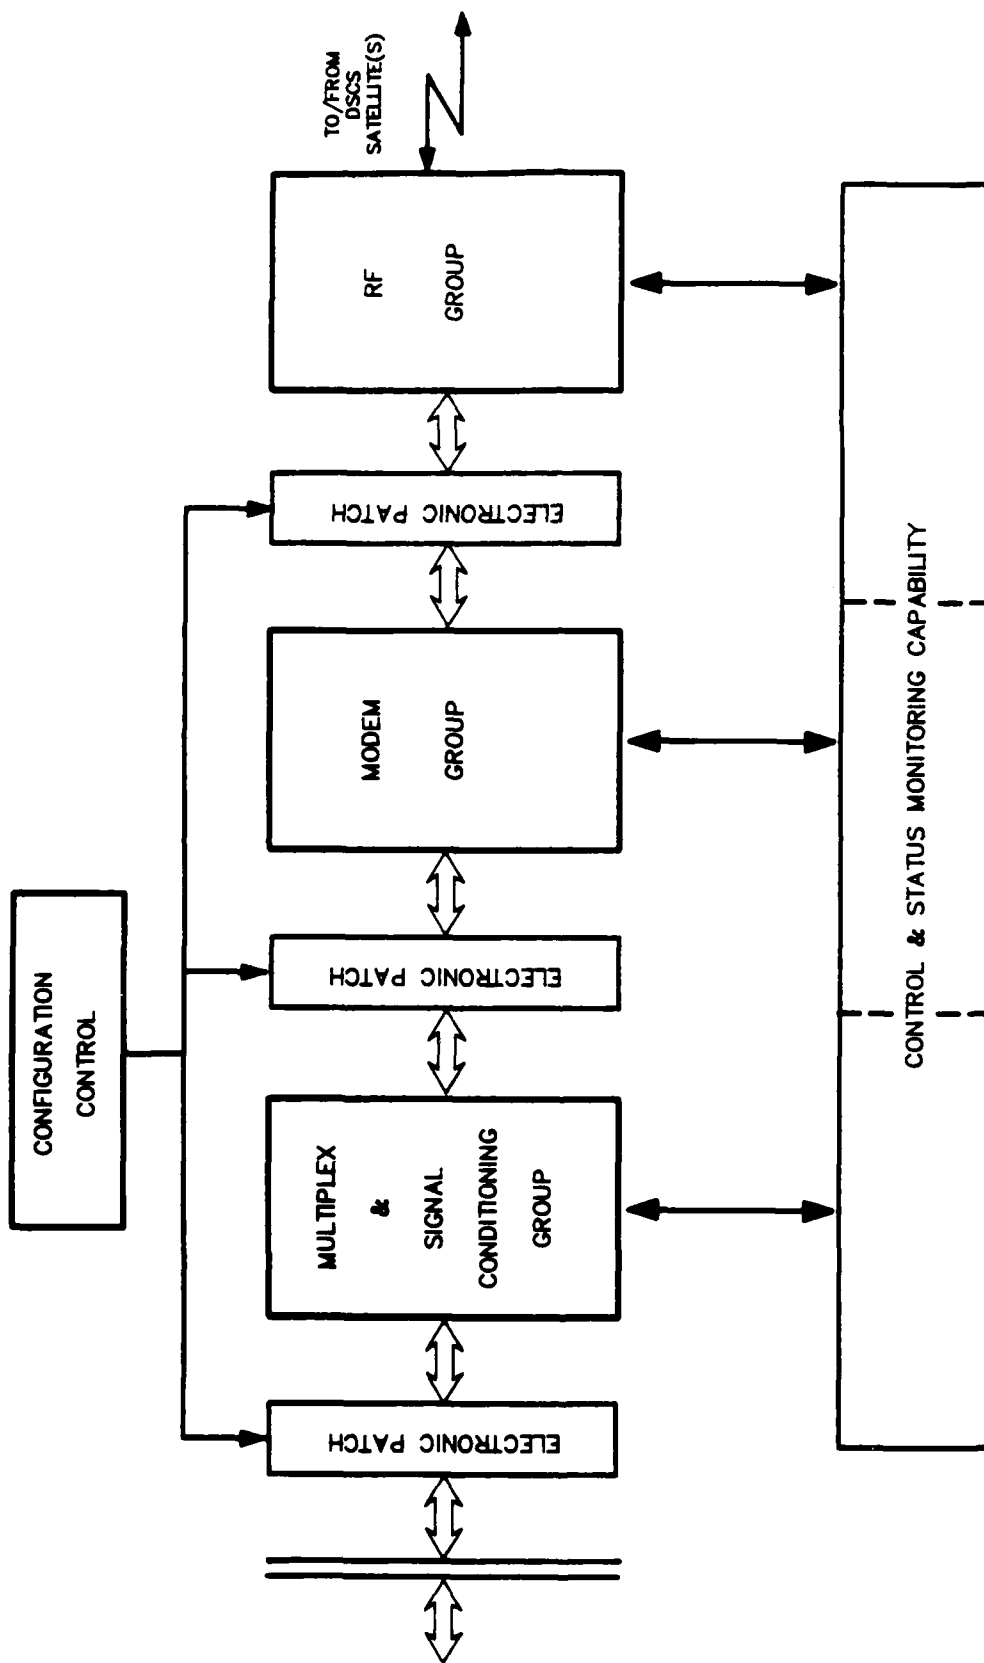 CONFIGURATION
CONTROL
ELECTRONIC PATCH
MULTIPLEX
&
SIGNAL
CONDITIONING
GROUP
ELECTRONIC PATCH
MODEM
GROUP
ELECTRONIC PATCH
RF
GROUP
TO/FROM
DSCS
SATELLITE(S)
CONTROL & STATUS MONITORING CAPABILITY